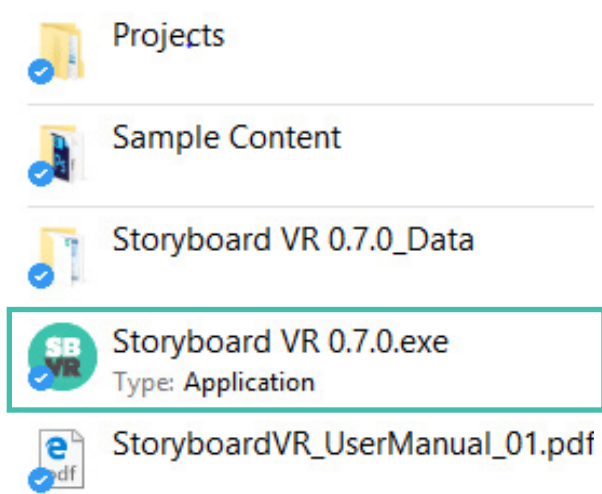 Projects
Sample Content
Storyboard VR 0.7.0_Data
SB
VR
Storyboard VR 0.7.0.exe
Type: Application
StoryboardVR_UserManual_01.pdf